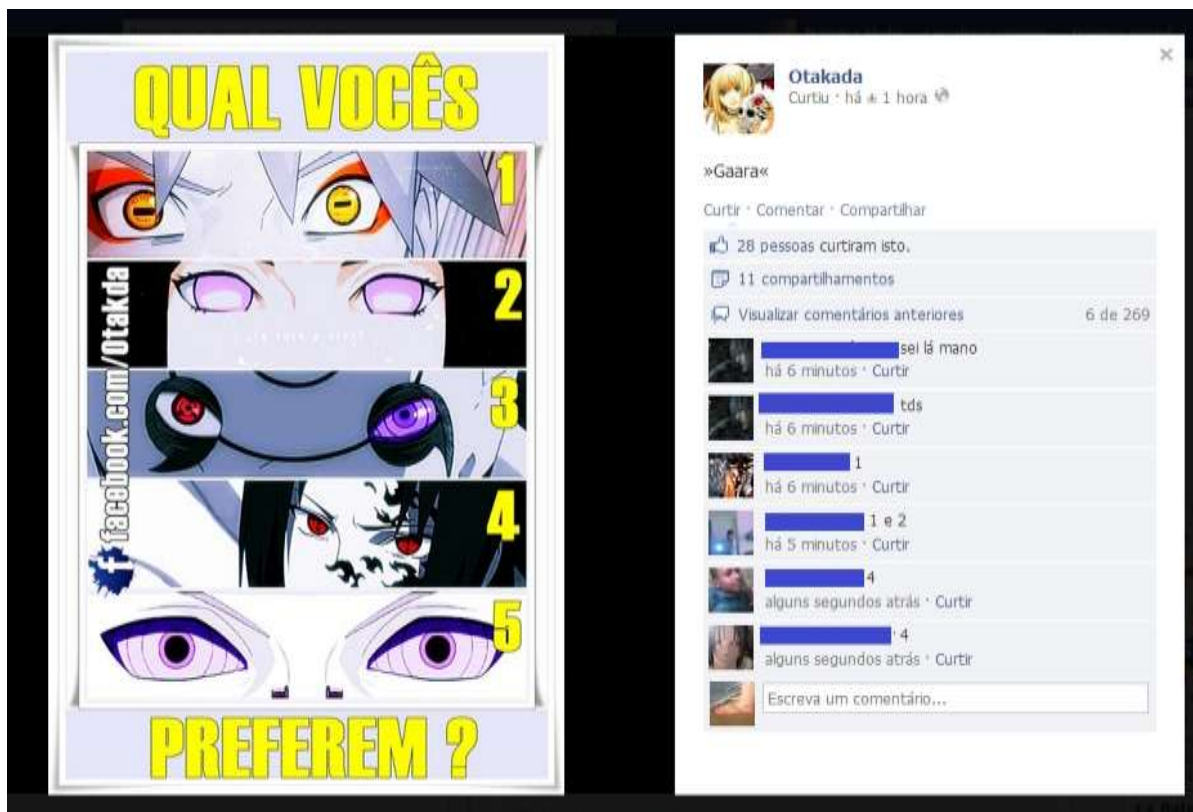 QUAL VOCÊS
1
2
3
4
5
facebook.com/Otakda
PREFEREM ?
Otakada
Curtiu · há ± 1 hora
»Gaara«
Curtir · Comentar · Compartilhar
28 pessoas curtiram isto.
11 compartilhamentos
Visualizar comentários anteriores 6 de 269
sei lá mano
há 6 minutos · Curtir
tds
há 6 minutos · Curtir
1
há 6 minutos · Curtir
1 e 2
há 5 minutos · Curtir
4
alguns segundos atrás · Curtir
4
alguns segundos atrás · Curtir
Escreva um comentário...